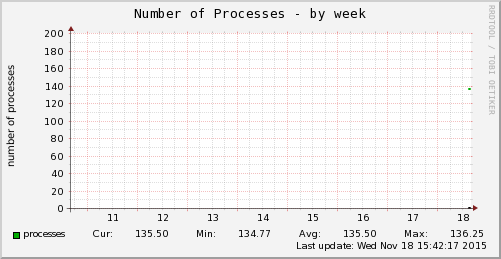 Number of Processes - by week
RRDTOOL / TOBI OETIKER
number of processes
200
180
160
140
120
100
80
60
40
20
0
11 12 13 14 15 16 17 18
processes Cur: 135.50 Min: 134.77 Avg: 135.50 Max: 136.25
Last update: Wed Nov 18 15:42:17 2015